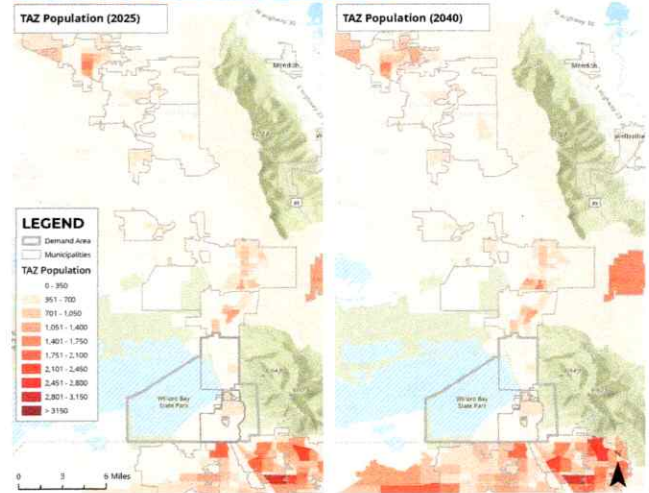 TAZ Population (2025)
TAZ Population (2040)
LEGEND
Demand Area
Municipalities
TAZ Population
0 - 350
351 - 700
701 - 1,050
1,051 - 1,400
1,401 - 1,750
1,751 - 2,100
2,101 - 2,450
2,451 - 2,800
2,801 - 3,150
> 3150
Willard Bay
State Park
Willard Bay
State Park
0 3 6 Miles
N